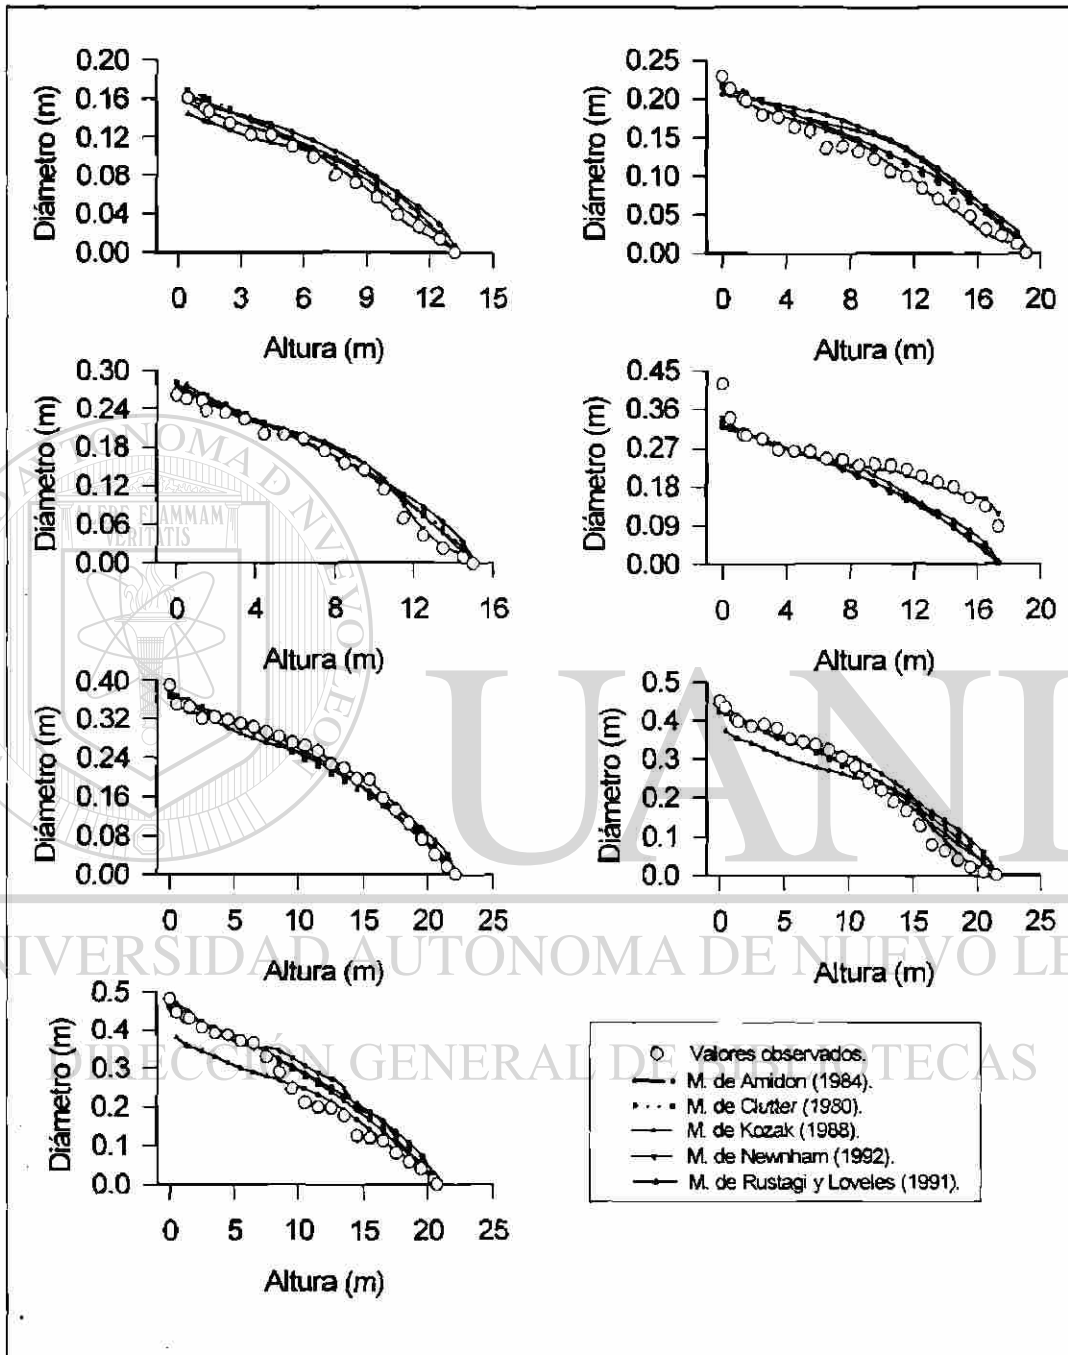 0.20
0.16
0.12
0.08
0.04
0.00
Diámetro (m)
0 3 6 9 12 15
Altura (m)
0.25
0.20
0.15
0.10
0.05
0.00
Diámetro (m)
0 4 8 12 16 20
Altura (m)
0.30
0.24
0.18
0.12
0.06
0.00
Diámetro (m)
0 4 8 12 16
Altura (m)
0.45
0.36
0.27
0.18
0.09
0.00
Diámetro (m)
0 4 8 12 16 20
Altura (m)
0.40
0.32
0.24
0.16
0.08
0.00
Diámetro (m)
0 5 10 15 20 25
Altura (m)
0.5
0.4
0.3
0.2
0.1
0.0
Diámetro (m)
0 5 10 15 20 25
Altura (m)
0.5
0.4
0.3
0.2
0.1
0.0
Diámetro (m)
0 5 10 15 20 25
Altura (m)
Valores observados.
M. de Amidon (1984).
M. de Clutter (1980).
M. de Kozak (1988).
M. de Newnham (1992).
M. de Rustagi y Loveles (1991).
ALERE FLAMMAM
VERITATIS
UANL
UNIVERSIDAD AUTÓNOMA DE NUEVO LE
DIRECCIÓN GENERAL DE BIBLIOTECAS